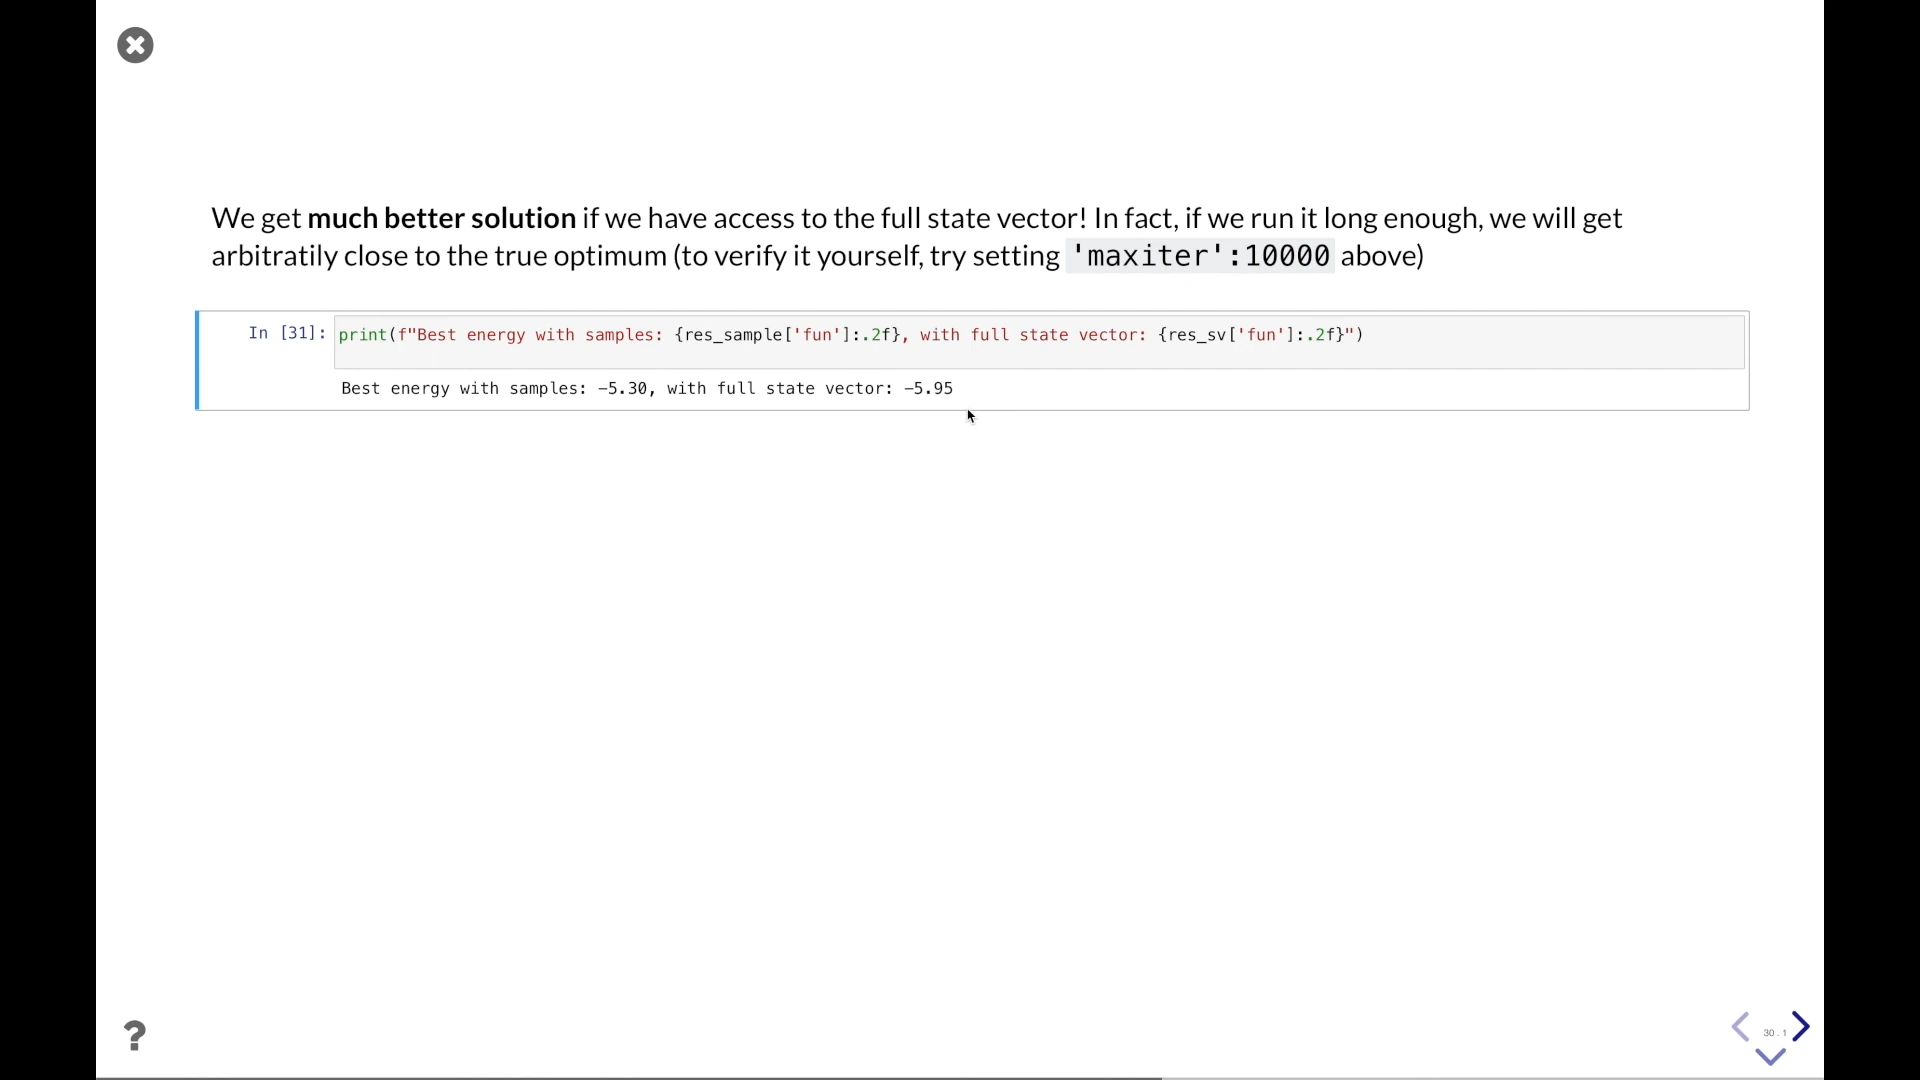 We get much better solution if we have access to the full state vector! In fact, if we run it long enough, we will get
arbitratily close to the true optimum (to verify it yourself, try setting 'maxiter':10000 above)
In [31]: print(f"Best energy with samples: {res_sample['fun']:.2f}, with full state vector: {res_sv['fun']:.2f}")
Best energy with samples: −5.30, with full state vector: −5.95
?
30 . 1